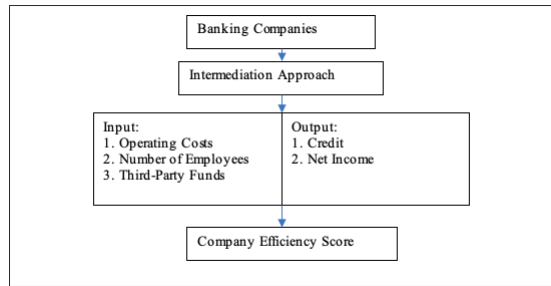 Banking Companies
Intermediation Approach
Input:
1. Operating Costs
2. Number of Employees
3. Third-Party Funds
Output:
1. Credit
2. Net Income
Company Efficiency Score